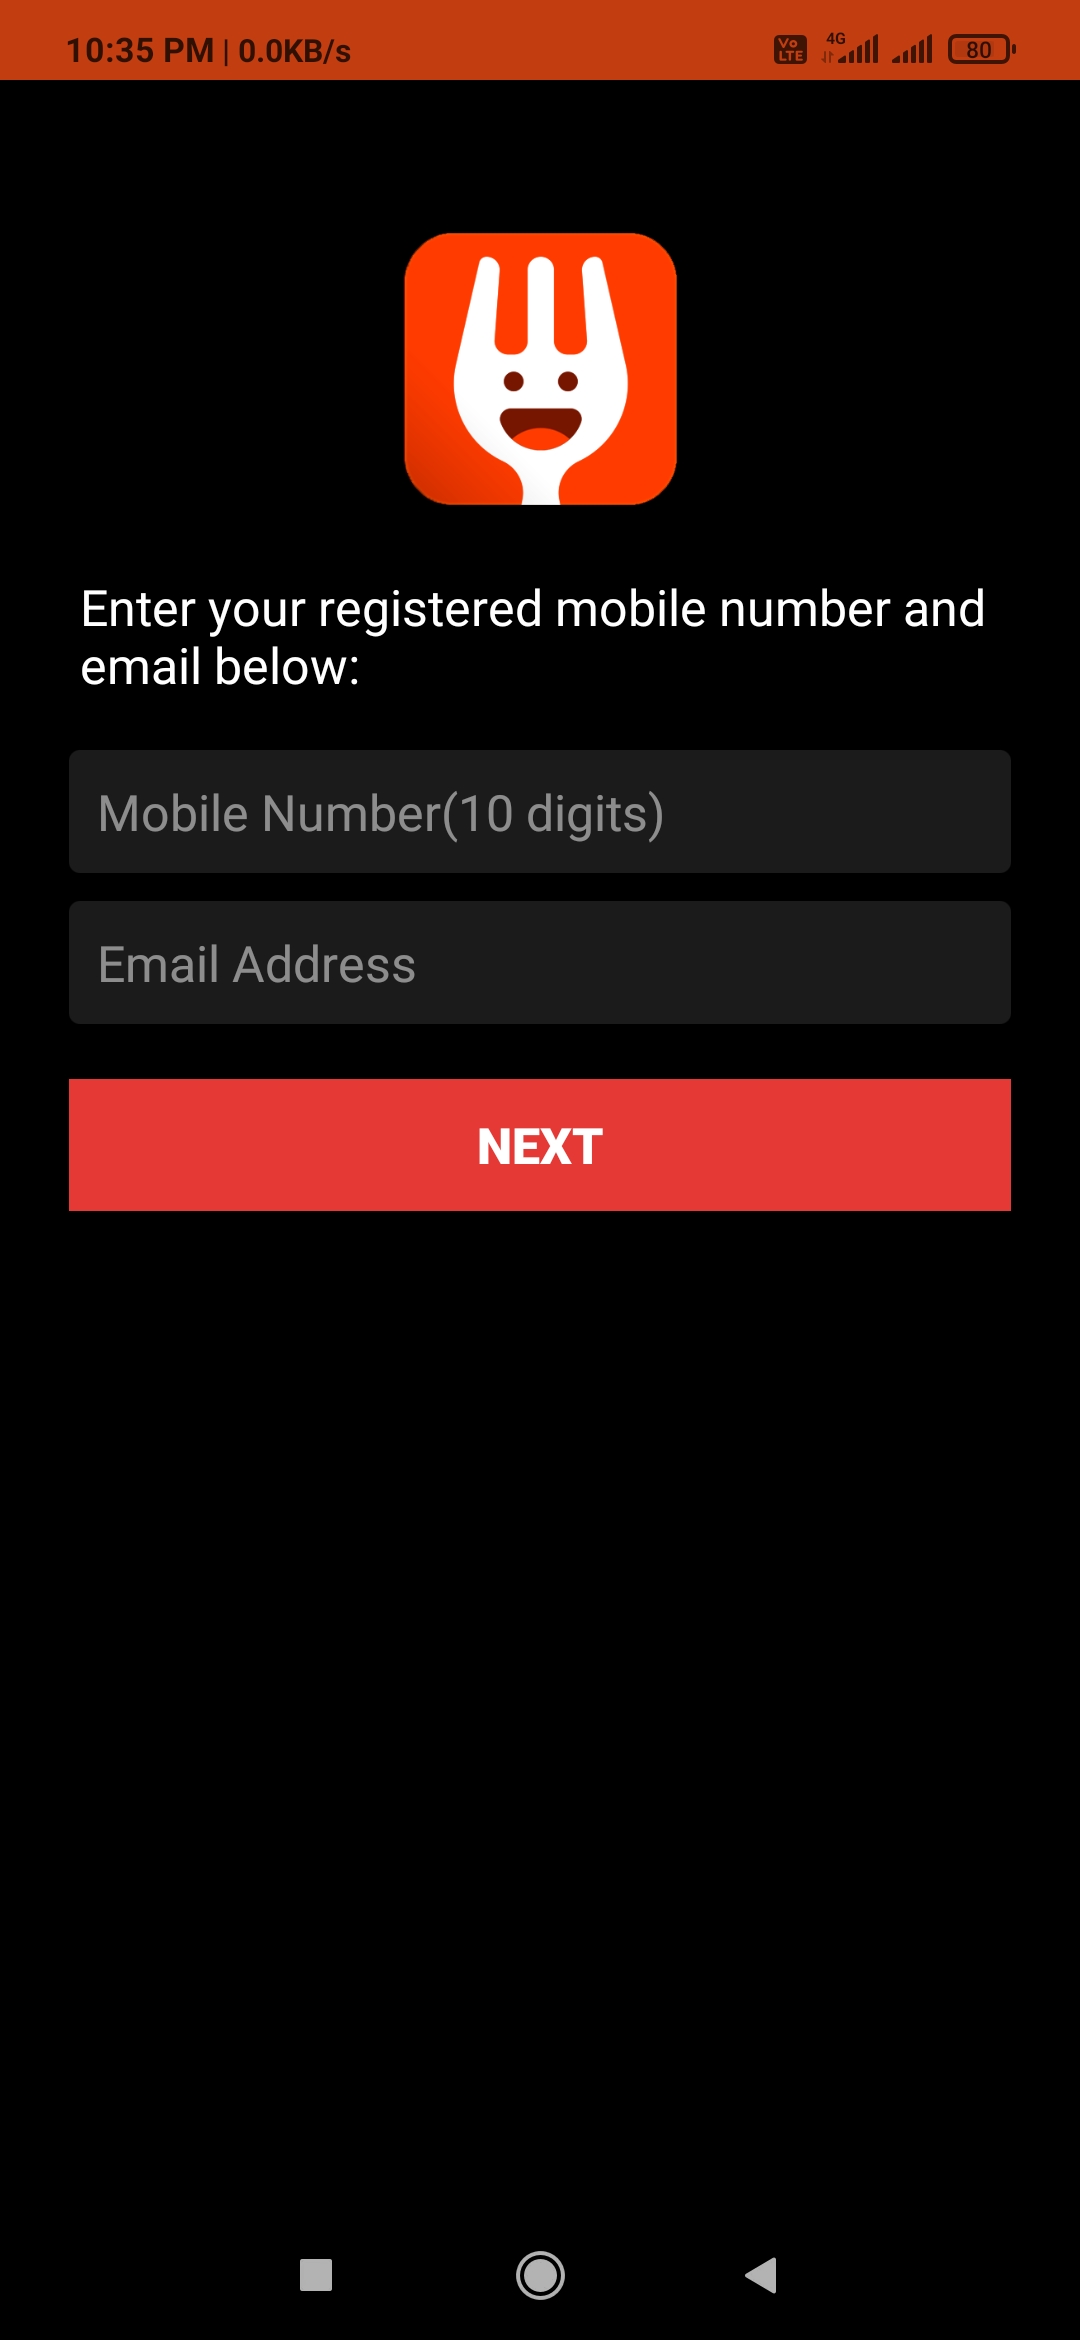 10:35 PM | 0.0KB/s
Vo LTE 4G 80
Enter your registered mobile number and
email below:
Mobile Number(10 digits)
Email Address
NEXT